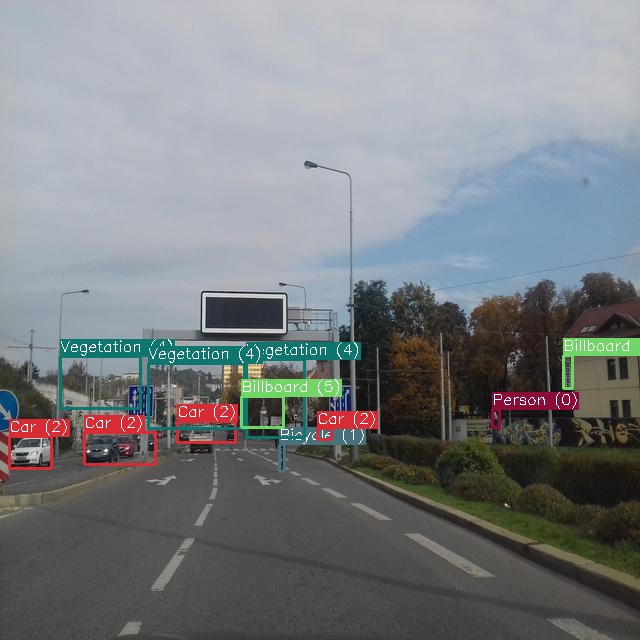 Vegetation (4)
Vegetation (4)
getation (4)
Billboard
Billboard (5)
Person (0)
Car (2)
Car (2)
Car (2)
Car (2)
Bicycle (1)